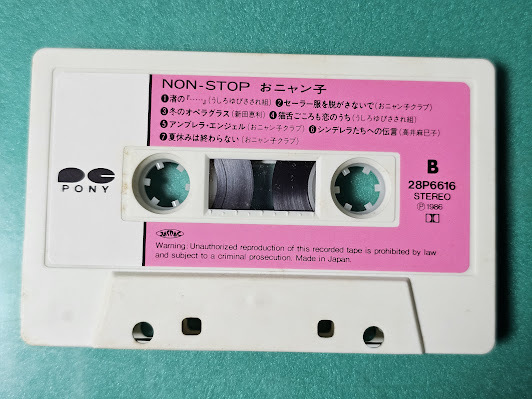 NON-STOP おニャン子
❶渚の『……』(うしろゆびさされ組) ❷セーラー服を脱がさないで(おニャン子クラブ)
❸冬のオペラグラス(新田恵利) ❹猫舌ごころも恋のうち(うしろゆびさされ組)
❺アンブレラ・エンジェル(おニャン子クラブ) ❻シンデレラたちへの伝言(高井麻巳子)
❼夏休みは終わらない(おニャン子クラブ)
PONY
B
28P6616
STEREO
Ⓟ1986
JASRAC
Warning: Unauthorized reproduction of this recorded tape is prohibited by law
and subject to a criminal prosecution. Made in Japan.